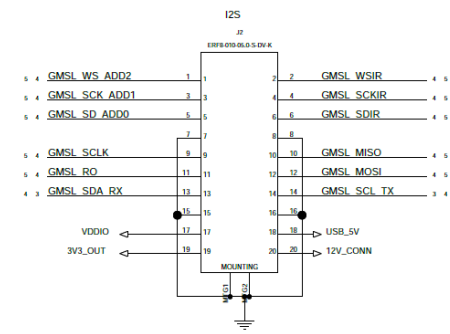 I2S
J2
ERF8-010-05.0-S-DV-K
5 4 GMSL_WS_ADD2 1 1 2 2 GMSL_WSIR 4 5
5 4 GMSL_SCK_ADD1 3 3 4 4 GMSL_SCKIR 4 5
5 4 GMSL_SD_ADD0 5 5 6 6 GMSL_SDIR 4 5
7 7 8 8
5 4 GMSL_SCLK 9 9 10 10 GMSL_MISO 4 5
5 4 GMSL_RO 11 11 12 12 GMSL_MOSI 4 5
4 3 GMSL_SDA_RX 13 13 14 14 GMSL_SCL_TX 3 4
15 15 16 16
VDDIO 17 17 18 18 USB_5V
3V3_OUT 19 19 20 20 12V_CONN
MOUNTING
MTG1 MTG2